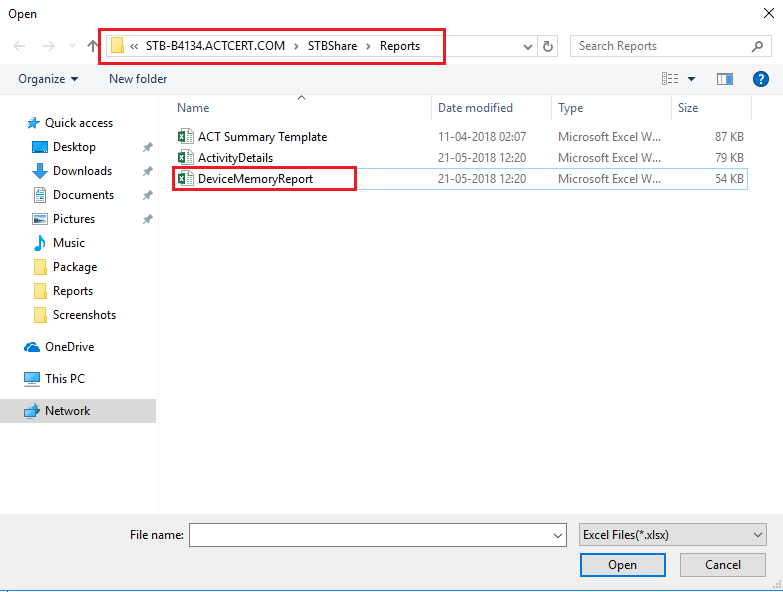 Open
« STB-B4134.ACTCERT.COM > STBShare > Reports
Search Reports
Organize New folder
Name Date modified Type Size
Quick access
Desktop
Downloads
Documents
Pictures
Music
Package
Reports
Screenshots
OneDrive
This PC
Network
ACT Summary Template 11-04-2018 02:07 Microsoft Excel W... 87 KB
ActivityDetails 21-05-2018 12:20 Microsoft Excel W... 79 KB
DeviceMemoryReport 21-05-2018 12:20 Microsoft Excel W... 54 KB
File name: Excel Files(*.xlsx)
Open Cancel